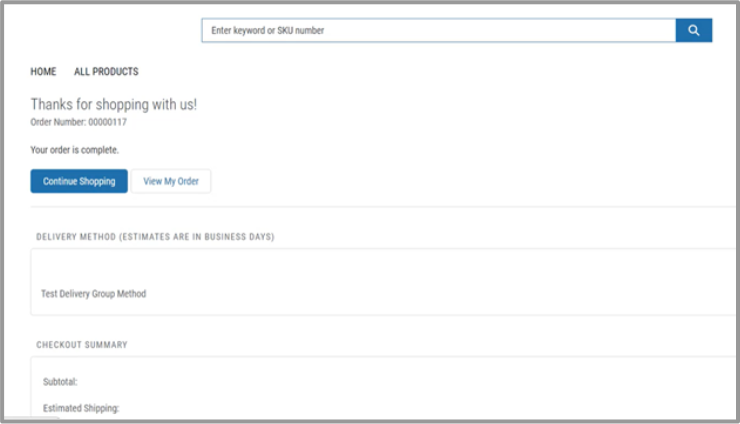 Enter keyword or SKU number
HOME ALL PRODUCTS
Thanks for shopping with us!
Order Number: 00000117
Your order is complete.
Continue Shopping View My Order
DELIVERY METHOD (ESTIMATES ARE IN BUSINESS DAYS)
Test Delivery Group Method
CHECKOUT SUMMARY
Subtotal:
Estimated Shipping: